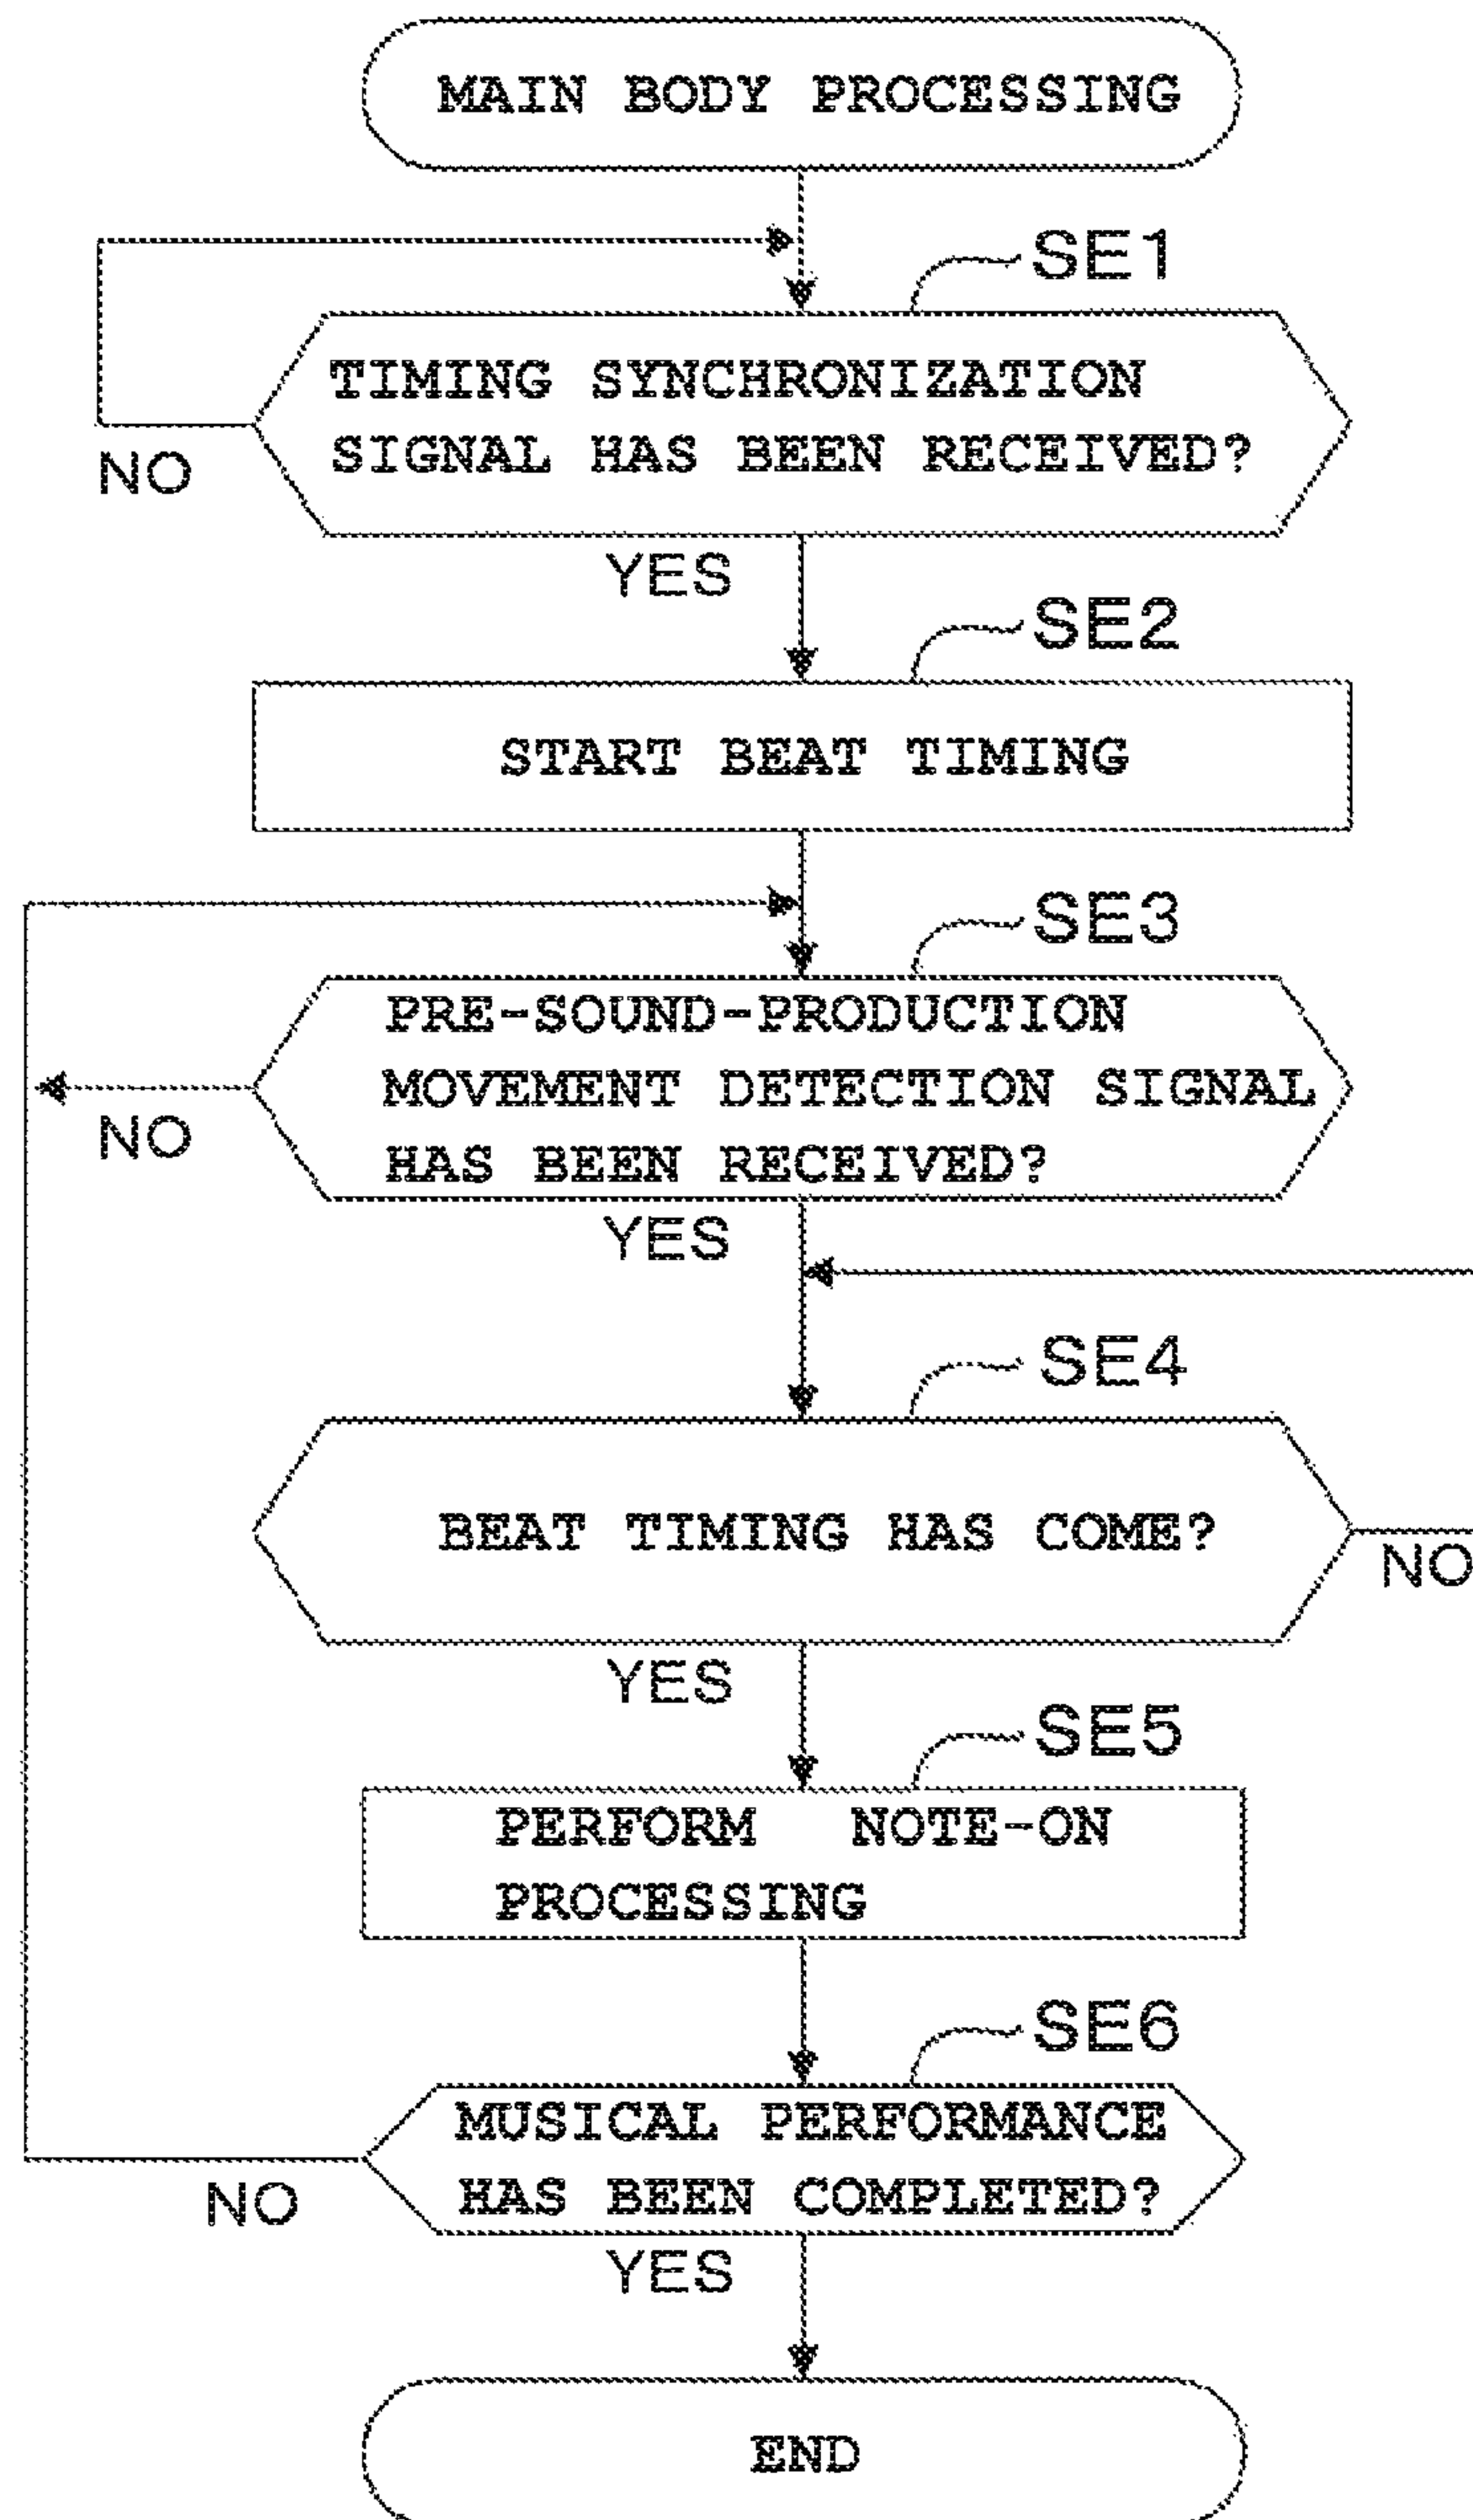 MAIN BODY PROCESSING
SE1
TIMING SYNCHRONIZATION
SIGNAL HAS BEEN RECEIVED?
NO
YES
SE2
START BEAT TIMING
SE3
PRE-SOUND-PRODUCTION
MOVEMENT DETECTION SIGNAL
HAS BEEN RECEIVED?
NO
YES
SE4
BEAT TIMING HAS COME?
NO
YES
SE5
PERFORM NOTE-ON
PROCESSING
SE6
MUSICAL PERFORMANCE
HAS BEEN COMPLETED?
NO
YES
END